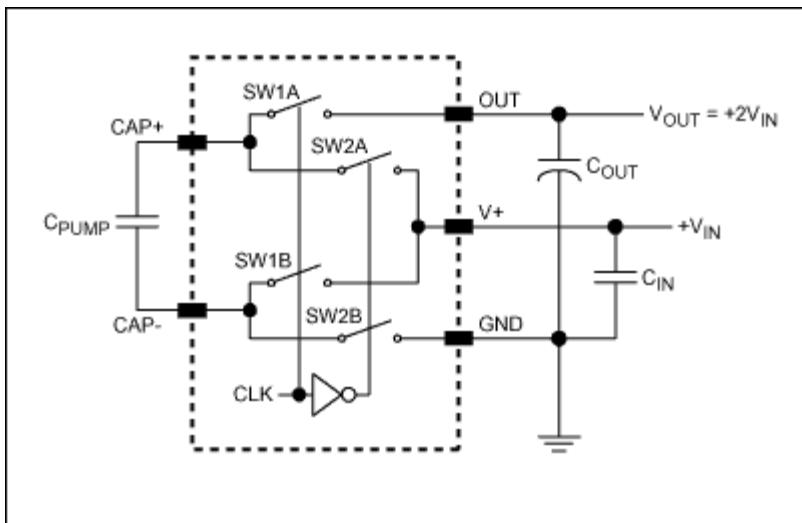 SW1A
OUT
V_OUT = +2V_IN
CAP+
SW2A
C_OUT
C_PUMP
V+
+V_IN
SW1B
C_IN
CAP-
SW2B
GND
CLK